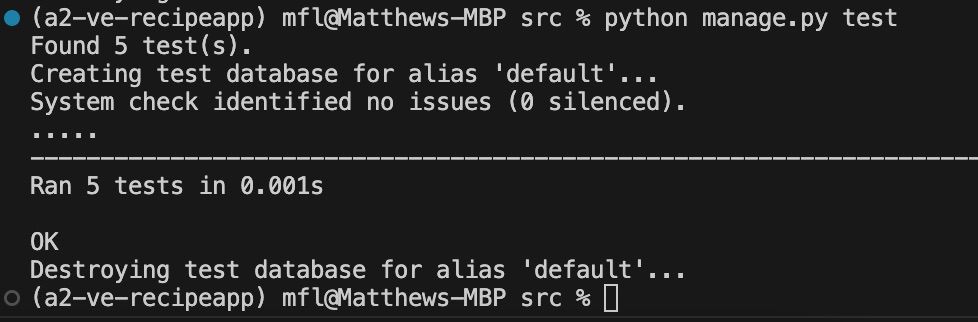 (a2-ve-recipeapp) mfl@Matthews-MBP src % python manage.py test
Found 5 test(s).
Creating test database for alias 'default'...
System check identified no issues (0 silenced).
.....
----------------------------------------------------------------------
Ran 5 tests in 0.001s
OK
Destroying test database for alias 'default'...
(a2-ve-recipeapp) mfl@Matthews-MBP src %